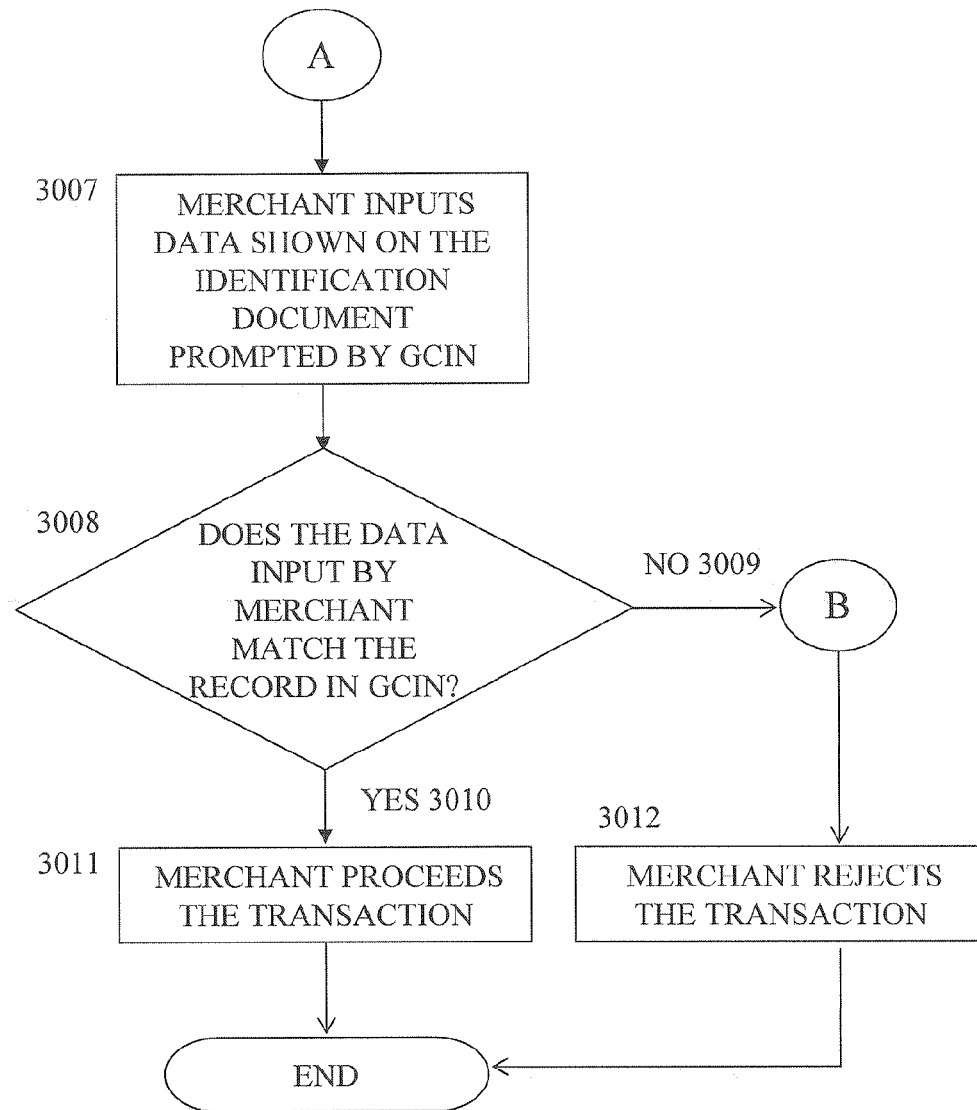 A
3007
MERCHANT INPUTS
DATA SHOWN ON THE
IDENTIFICATION
DOCUMENT
PROMPTED BY GCIN
3008
DOES THE DATA
INPUT BY
MERCHANT
MATCH THE
RECORD IN GCIN?
NO 3009
B
YES 3010
3011
MERCHANT PROCEEDS
THE TRANSACTION
3012
MERCHANT REJECTS
THE TRANSACTION
END